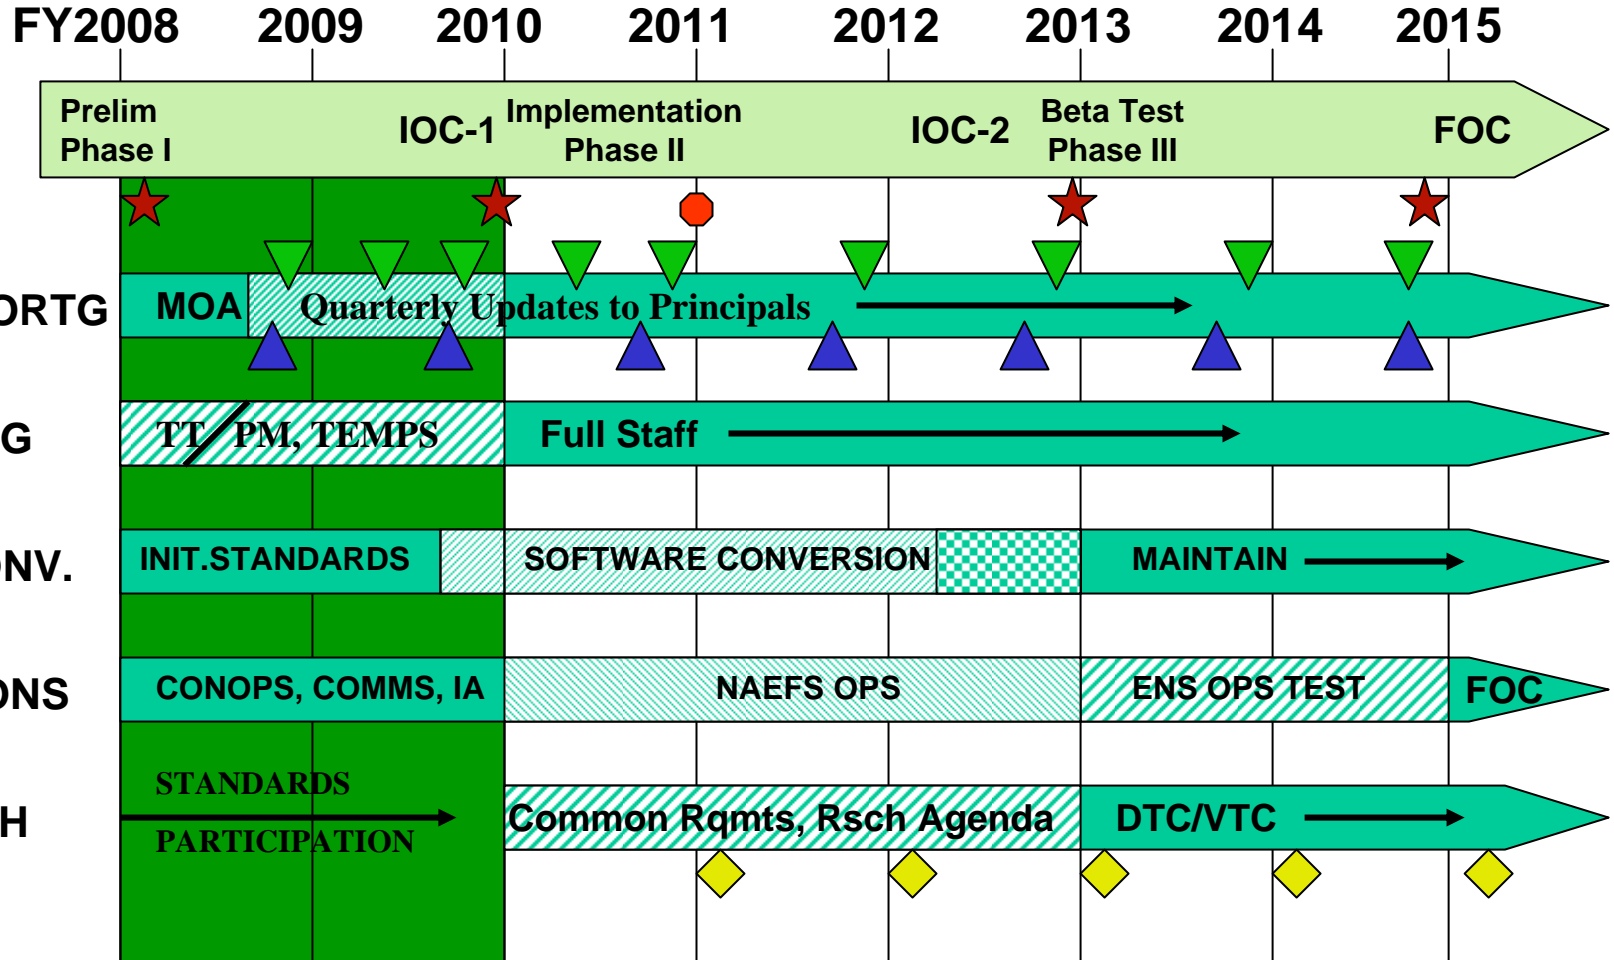 FY2008 2009 2010 2011 2012 2013 2014 2015
Prelim
Phase I
IOC-1
Implementation
Phase II
IOC-2
Beta Test
Phase III
FOC
ORTG
MOA
Quarterly Updates to Principals
G
TT PM, TEMPS
Full Staff
NV.
INIT.STANDARDS
SOFTWARE CONVERSION
MAINTAIN
ONS
CONOPS, COMMS, IA
NAEFS OPS
ENS OPS TEST
FOC
STANDARDS
PARTICIPATION
H
Common Rqmts, Rsch Agenda
DTC/VTC